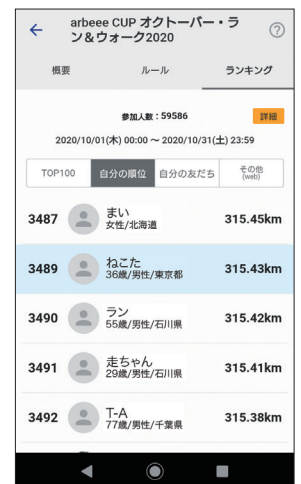 arbeee CUP オクトーバー・ラ
ン＆ウォーク2020
概要 ルール ランキング
参加人数：59586 詳細
2020/10/01(木) 00:00 ～ 2020/10/31(土) 23:59
TOP100 自分の順位 自分の友だち その他
(web)
3487 まい 315.45km
女性/北海道
3489 ねこた 315.43km
36歳/男性/東京都
3490 ラン 315.42km
55歳/男性/石川県
3491 走ちゃん 315.41km
29歳/男性/石川県
3492 T-A 315.38km
77歳/男性/千葉県